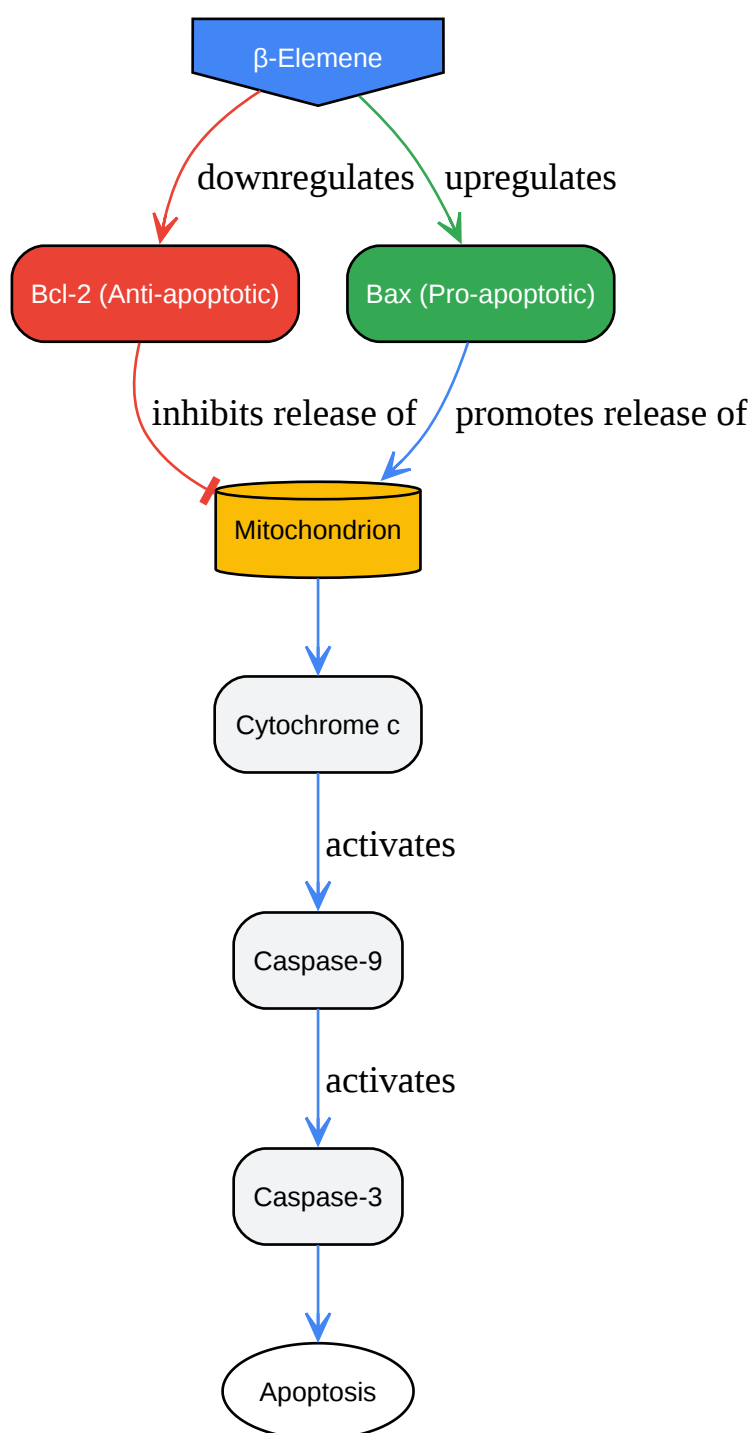 β-Elemene
downregulates
upregulates
Bcl-2 (Anti-apoptotic)
Bax (Pro-apoptotic)
inhibits release of
promotes release of
Mitochondrion
Cytochrome c
activates
Caspase-9
activates
Caspase-3
Apoptosis